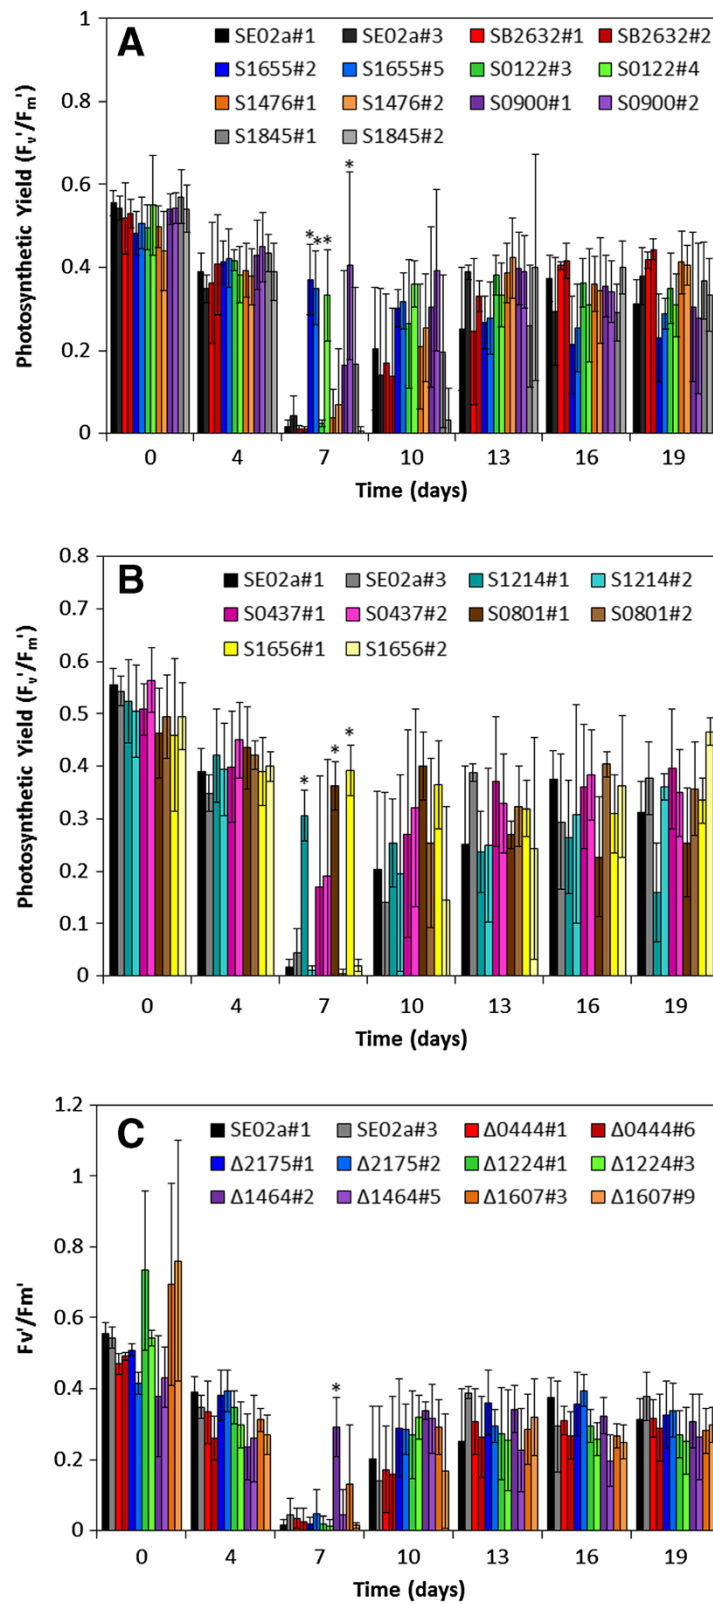 A
SE02a#1 SE02a#3 SB2632#1 SB2632#2
S1655#2 S1655#5 S0122#3 S0122#4
S1476#1 S1476#2 S0900#1 S0900#2
S1845#1 S1845#2
Photosynthetic Yield (Fv'/Fm')
1
0.8
0.6
0.4
0.2
0
* * * * *
0 4 7 10 13 16 19
Time (days)
B
SE02a#1 SE02a#3 S1214#1 S1214#2
S0437#1 S0437#2 S0801#1 S0801#2
S1656#1 S1656#2
Photosynthetic Yield (Fv'/Fm')
0.8
0.7
0.6
0.5
0.4
0.3
0.2
0.1
0
* * *
0 4 7 10 13 16 19
Time (days)
C
SE02a#1 SE02a#3 Δ0444#1 Δ0444#6
Δ2175#1 Δ2175#2 Δ1224#1 Δ1224#3
Δ1464#2 Δ1464#5 Δ1607#3 Δ1607#9
Fv'/Fm'
1.2
1
0.8
0.6
0.4
0.2
0
*
0 4 7 10 13 16 19
Time (days)